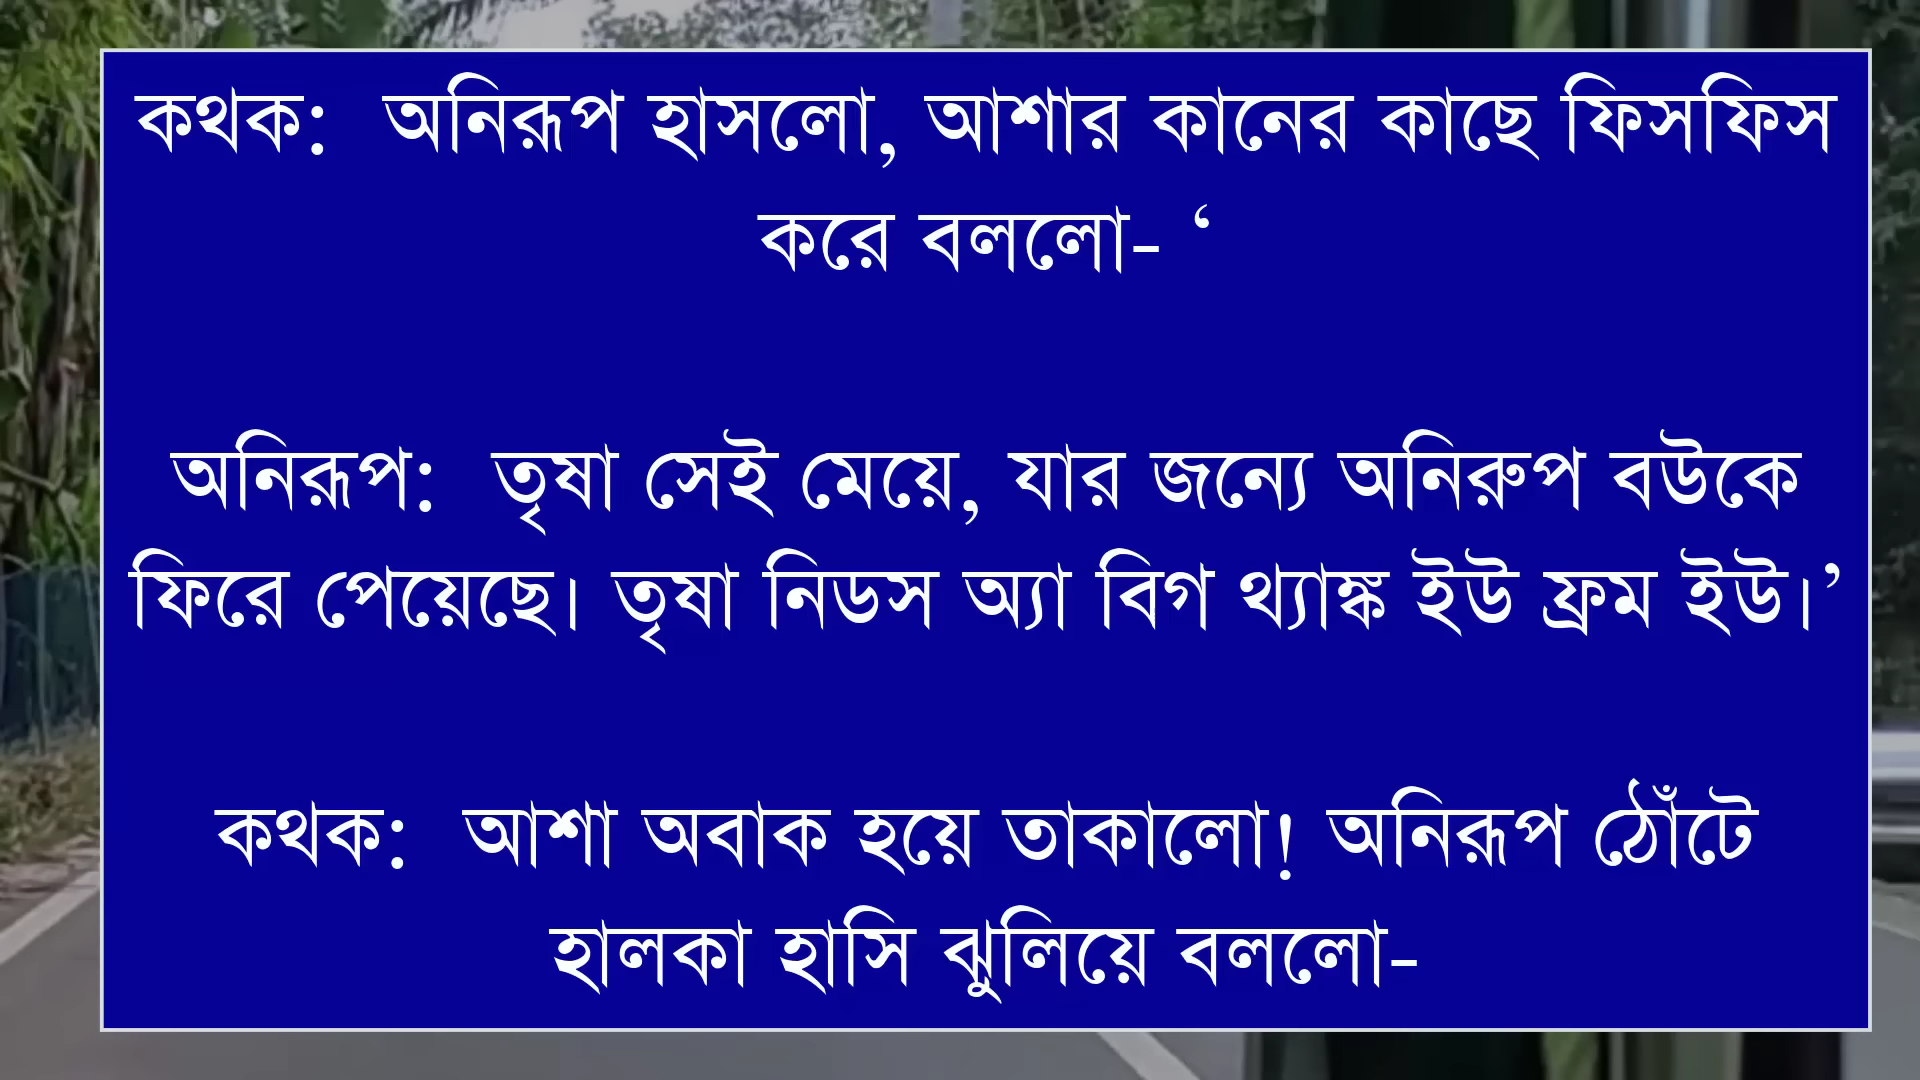 কথক:  অনিরূপ হাসলো, আশার কানের কাছে ফিসফিস
করে বললো- ‘
অনিরূপ:  তৃষা সেই মেয়ে, যার জন্যে অনিরুপ বউকে
ফিরে পেয়েছে। তৃষা নিডস অ্যা বিগ থ্যাঙ্ক ইউ ফ্রম ইউ।’
কথক:  আশা অবাক হয়ে তাকালো! অনিরূপ ঠোঁটে
হালকা হাসি ঝুলিয়ে বললো-